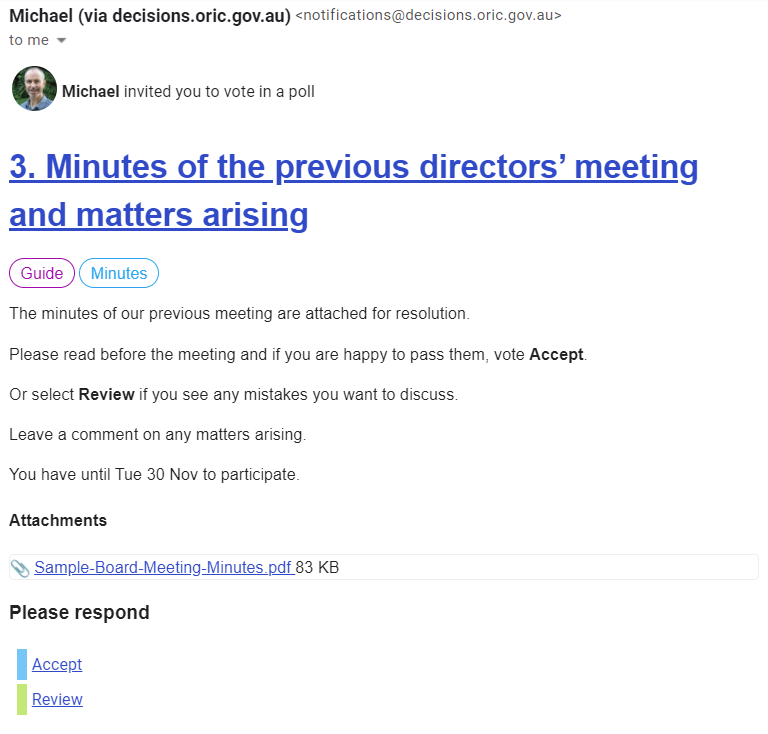 Michael (via decisions.oric.gov.au) <notifications@decisions.oric.gov.au>
to me
Michael invited you to vote in a poll
3. Minutes of the previous directors’ meeting
and matters arising
Guide Minutes
The minutes of our previous meeting are attached for resolution.
Please read before the meeting and if you are happy to pass them, vote Accept.
Or select Review if you see any mistakes you want to discuss.
Leave a comment on any matters arising.
You have until Tue 30 Nov to participate.
Attachments
Sample-Board-Meeting-Minutes.pdf 83 KB
Please respond
Accept
Review